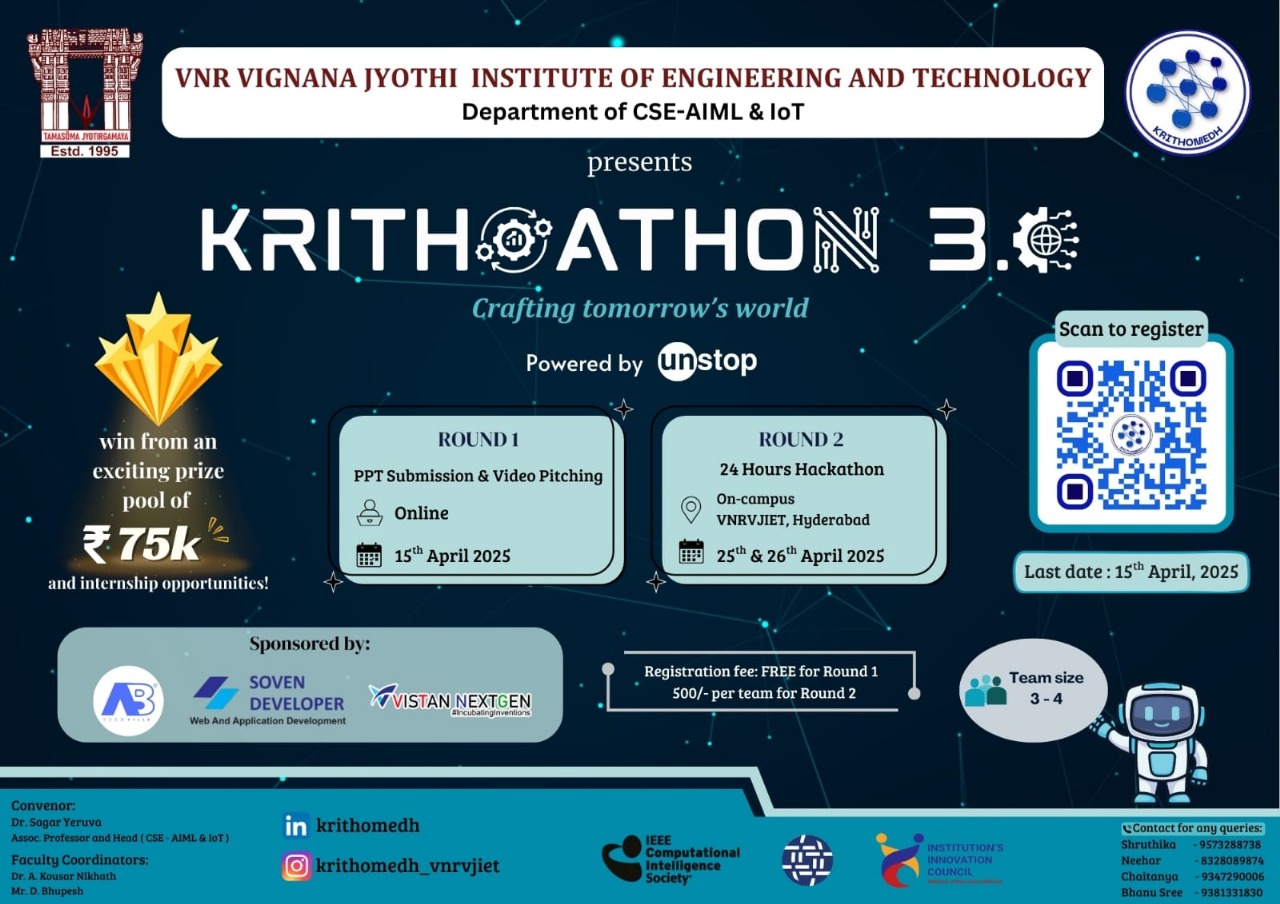 VNR VIGNANA JYOTHI INSTITUTE OF ENGINEERING AND TECHNOLOGY
Department of CSE-AIML & IoT
TAMASOMA JYOTIRGAMAYA
Estd. 1995
KRITHOMEDH
presents
KRITHOATHON 3.0
Crafting tomorrow's world
Powered by unstop
win from an
exciting prize
pool of
₹ 75k
and internship opportunities!
ROUND 1
PPT Submission & Video Pitching
Online
15th April 2025
ROUND 2
24 Hours Hackathon
On-campus
VNRVJIET, Hyderabad
25th & 26th April 2025
Scan to register
Last date : 15th April, 2025
Sponsored by:
AB
SOVEN
DEVELOPER
Web And Application Development
VISTAN NEXTGEN
#IncubatingInventions
Registration fee: FREE for Round 1
500/- per team for Round 2
Team size
3 - 4
Convenor:
Dr. Sagar Yeruva
Assoc. Professor and Head ( CSE - AIML & IoT )
Faculty Coordinators:
Dr. A. Kousar Nikhath
Mr. D. Bhupesh
krithomedh
krithomedh_vnrvjiet
IEEE
Computational
Intelligence
Society
INSTITUTION'S
INNOVATION
COUNCIL
Contact for any queries:
Shruthika - 9573288738
Neehar - 8328089874
Chaitanya - 9347290006
Bhanu Sree - 9381331830